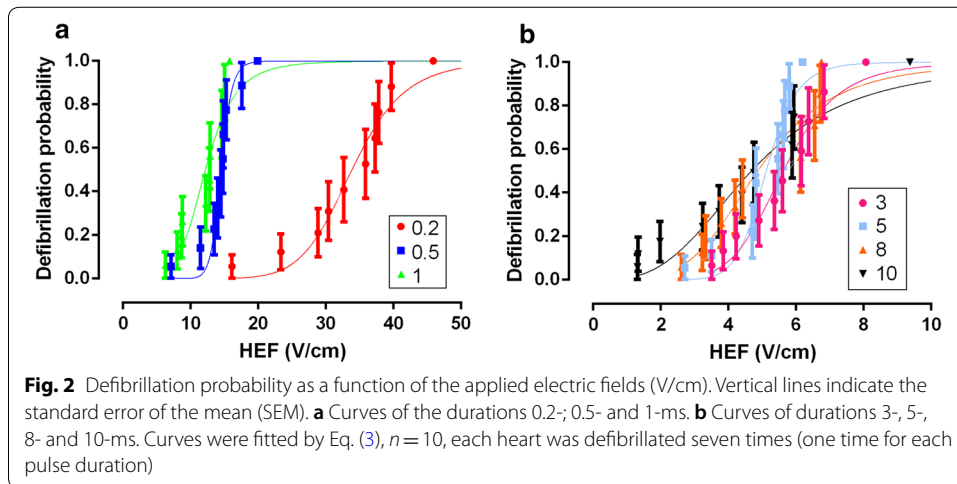 a
Defibrillation probability
1.0
0.8
0.6
0.4
0.2
0.0
0 10 20 30 40 50
HEF (V/cm)
0.2
0.5
1
b
Defibrillation probability
1.0
0.8
0.6
0.4
0.2
0.0
0 2 4 6 8 10
HEF (V/cm)
3
5
8
10
Fig. 2 Defibrillation probability as a function of the applied electric fields (V/cm). Vertical lines indicate the
standard error of the mean (SEM). a Curves of the durations 0.2-; 0.5- and 1-ms. b Curves of durations 3-, 5-,
8- and 10-ms. Curves were fitted by Eq. (3), n = 10, each heart was defibrillated seven times (one time for each
pulse duration)